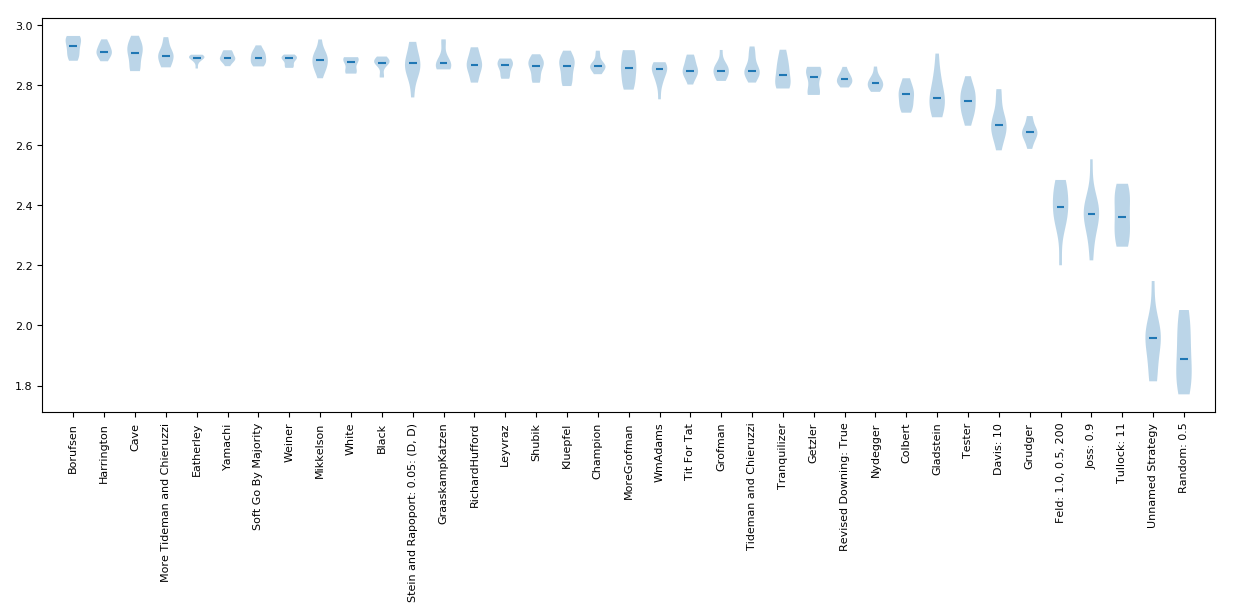 3.0
2.8
2.6
2.4
2.2
2.0
1.8
Borufsen
Harrington
Cave
More Tideman and Chieruzzi
Eatherley
Yamachi
Soft Go By Majority
Weiner
Mikkelson
White
Black
Stein and Rapoport: 0.05: (D, D)
GraaskampKatzen
RichardHufford
Leyvraz
Shubik
Kluepfel
Champion
MoreGrofman
WmAdams
Tit For Tat
Grofman
Tideman and Chieruzzi
Tranquilizer
Getzler
Revised Downing: True
Nydegger
Colbert
Gladstein
Tester
Davis: 10
Grudger
Feld: 1.0, 0.5, 200
Joss: 0.9
Tullock: 11
Unnamed Strategy
Random: 0.5